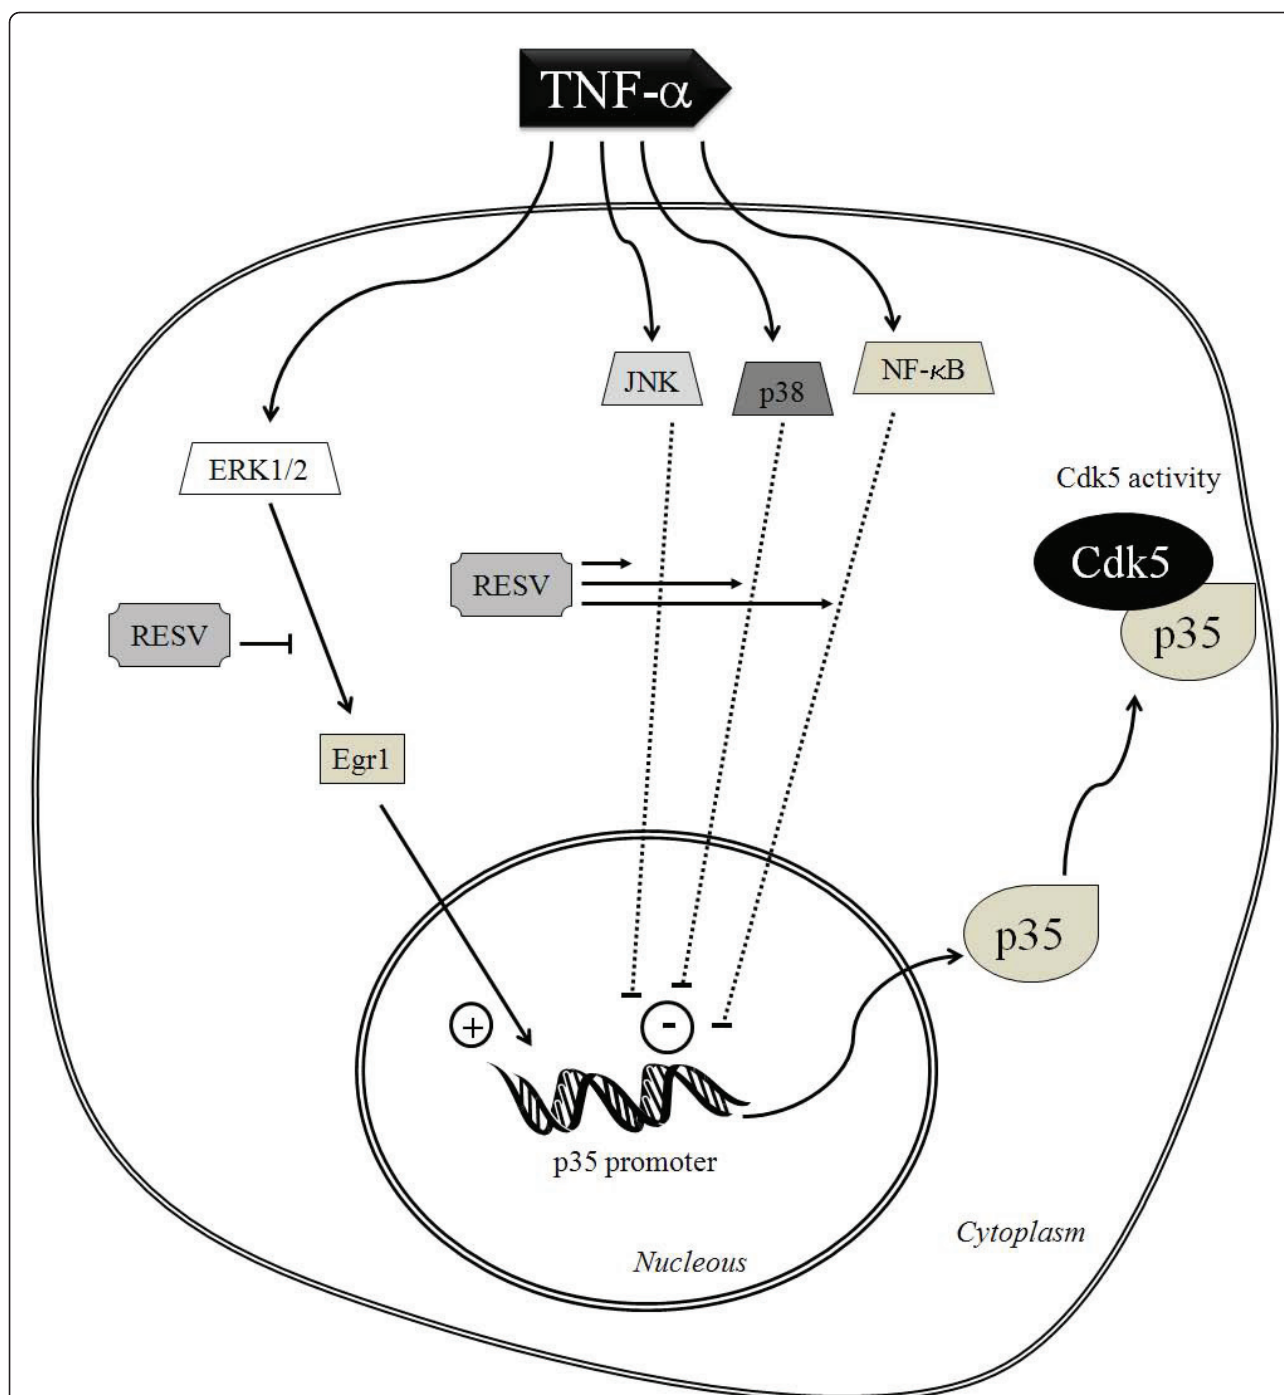 TNF-α
JNK
p38
NF-κB
ERK1/2
Cdk5 activity
Cdk5
p35
RESV
RESV
Egr1
p35
+
-
p35 promoter
Cytoplasm
Nucleous